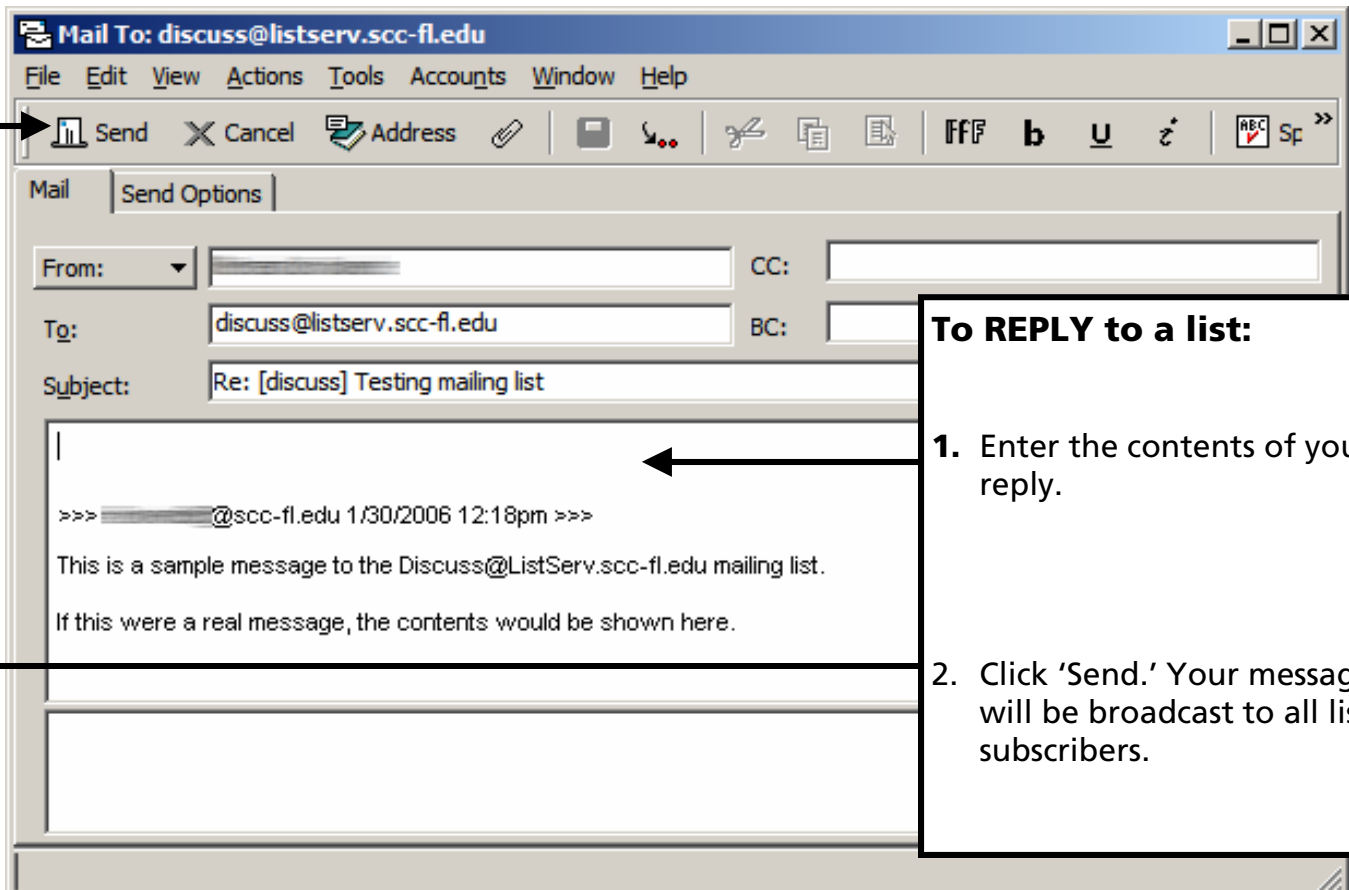 Mail To: discuss@listserv.scc-fl.edu
File Edit View Actions Tools Accounts Window Help
Send Cancel Address FfF b u i ABC Sp »
Mail Send Options
From: CC:
To: discuss@listserv.scc-fl.edu BC:
Subject: Re: [discuss] Testing mailing list
>>> @scc-fl.edu 1/30/2006 12:18pm >>>
This is a sample message to the Discuss@ListServ.scc-fl.edu mailing list.
If this were a real message, the contents would be shown here.
To REPLY to a list:
1. Enter the contents of you
reply.
2. Click ‘Send.’ Your messag
will be broadcast to all lis
subscribers.